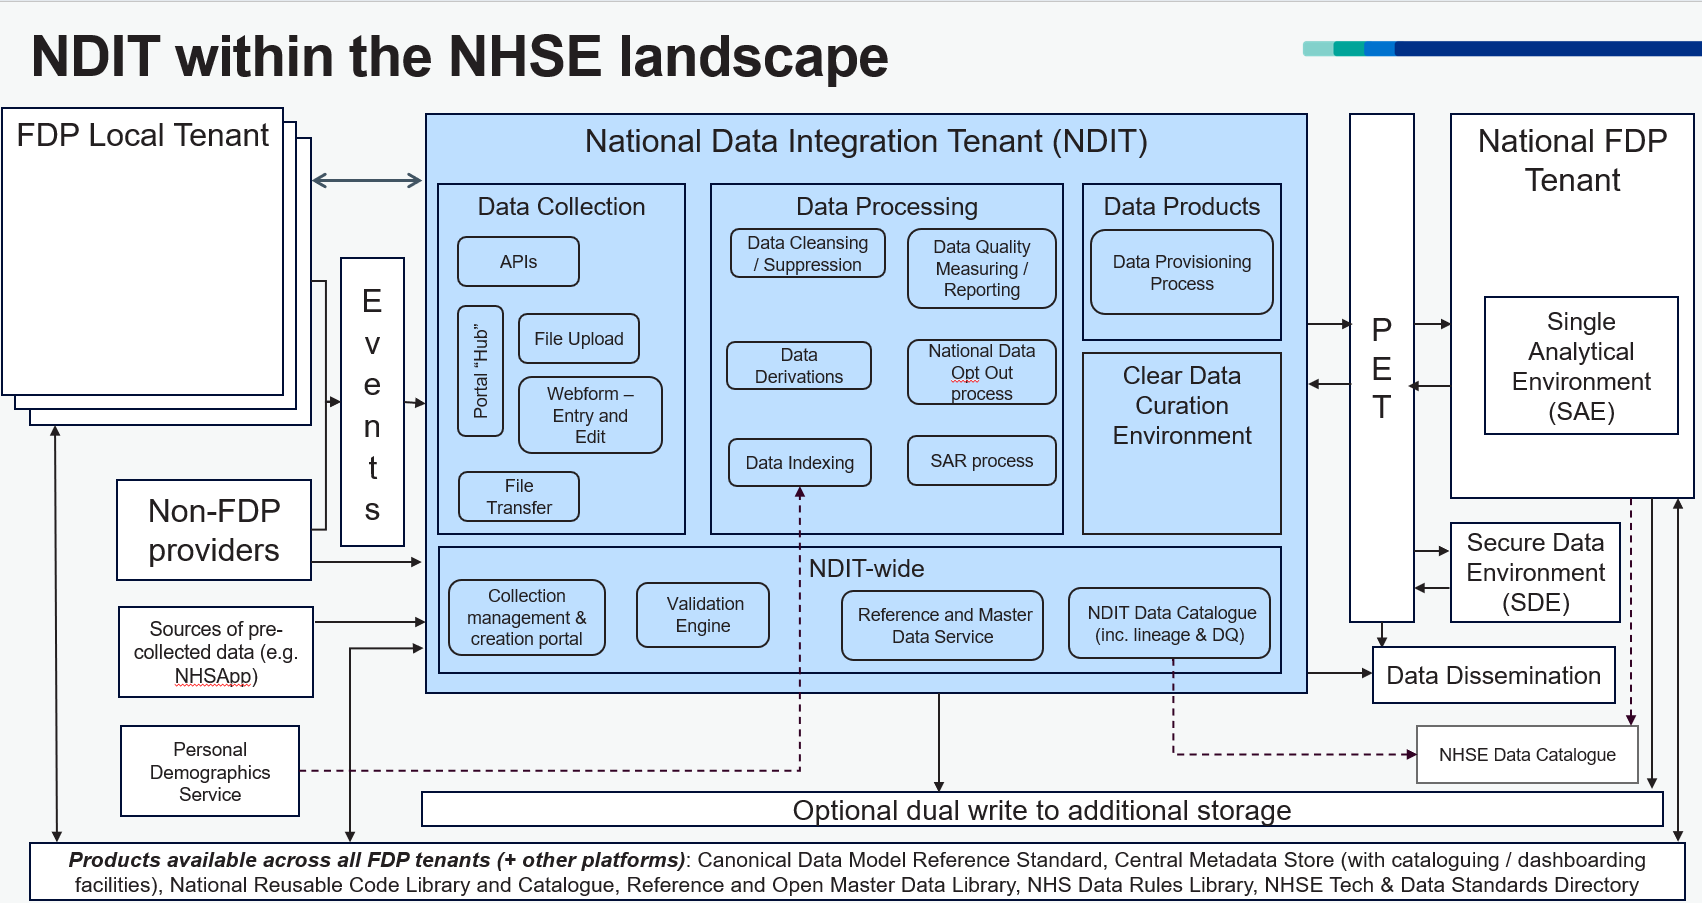 NDIT within the NHSE landscape
FDP Local Tenant
Events
Non-FDP
providers
Sources of pre-
collected data (e.g.
NHSApp)
Personal
Demographics
Service
National Data Integration Tenant (NDIT)
Data Collection
APIs
Portal “Hub”
File Upload
Webform –
Entry and
Edit
File
Transfer
Data Processing
Data Cleansing
/ Suppression
Data Quality
Measuring /
Reporting
Data
Derivations
National Data
Opt Out
process
Data Indexing
SAR process
Data Products
Data Provisioning
Process
Clear Data
Curation
Environment
NDIT-wide
Collection
management &
creation portal
Validation
Engine
Reference and Master
Data Service
NDIT Data Catalogue
(inc. lineage & DQ)
PET
National FDP
Tenant
Single
Analytical
Environment
(SAE)
Secure Data
Environment
(SDE)
Data Dissemination
NHSE Data Catalogue
Optional dual write to additional storage
Products available across all FDP tenants (+ other platforms): Canonical Data Model Reference Standard, Central Metadata Store (with cataloguing / dashboarding
facilities), National Reusable Code Library and Catalogue, Reference and Open Master Data Library, NHS Data Rules Library, NHSE Tech & Data Standards Directory